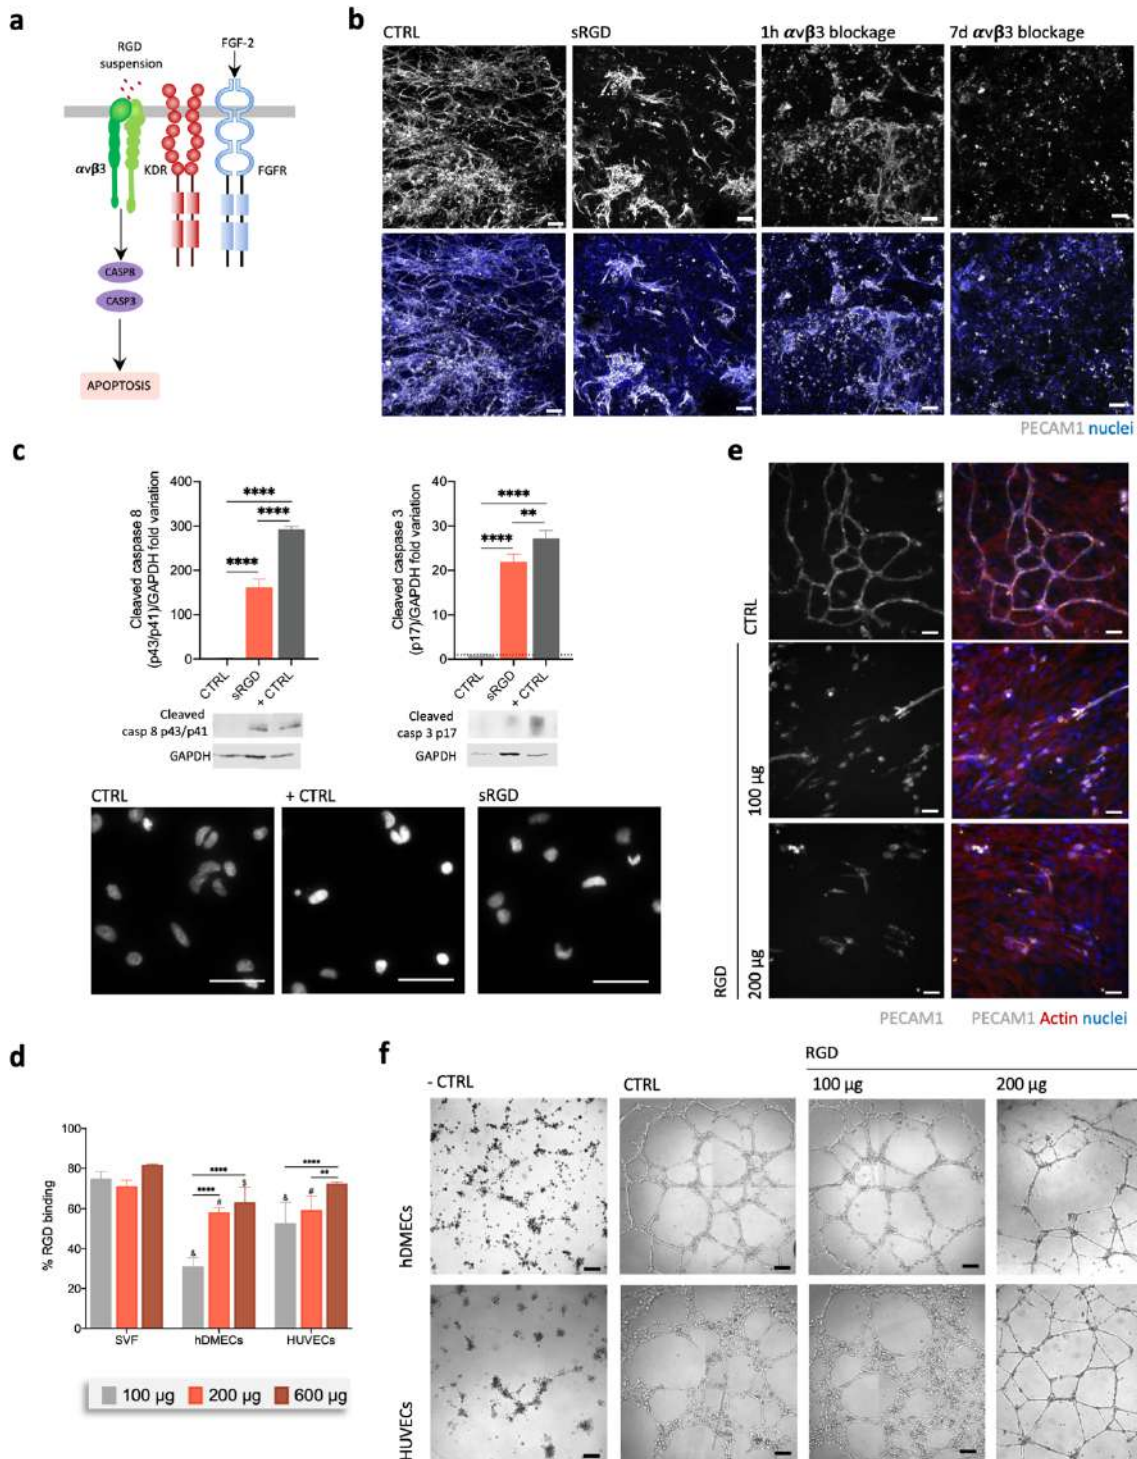 a
RGD
suspension
FGF-2
αvβ3
KDR
FGFR
CASP8
CASP3
APOPTOSIS
b
CTRL
sRGD
1h αvβ3 blockage
7d αvβ3 blockage
PECAM1 nuclei
c
Cleaved caspase 8
(p43/p41)/GAPDH fold variation
400
300
200
100
0
****
****
****
CTRL
sRGD
+ CTRL
Cleaved
casp 8 p43/p41
GAPDH
Cleaved caspase 3
(p17)/GAPDH fold variation
40
30
20
10
0
****
**
****
CTRL
sRGD
+ CTRL
Cleaved
casp 3 p17
GAPDH
CTRL
+ CTRL
sRGD
d
% RGD binding
100
80
60
40
20
0
****
****
****
**
&
#
$
&
#
SVF
hDMECs
HUVECs
100 µg
200 µg
600 µg
e
CTRL
100 µg
200 µg
RGD
PECAM1
PECAM1 Actin nuclei
f
RGD
- CTRL
CTRL
100 µg
200 µg
hDMECs
HUVECs